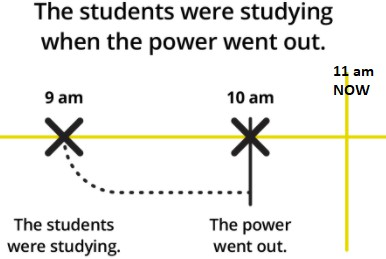 The students were studying
when the power went out.
11 am
NOW
9 am
10 am
The students
were studying.
The power
went out.